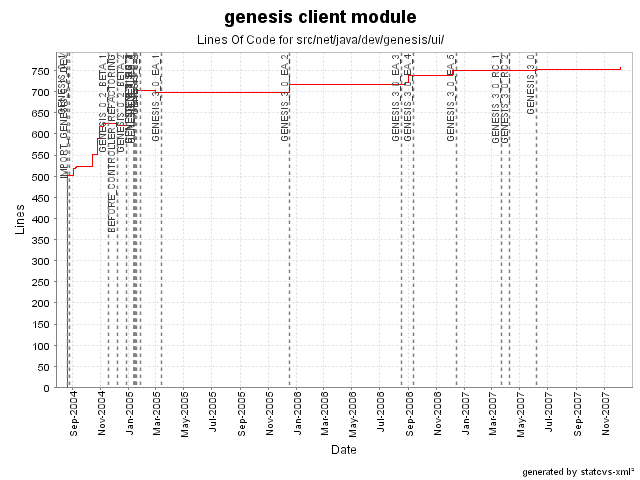 genesis client module
Lines Of Code for src/net/java/dev/genesis/ui/
Lines
750
700
650
600
550
500
450
400
350
300
250
200
150
100
50
0
BEFORE_CONTROLLER_REFACTORING
GENESIS_3_0_EA_1
GENESIS_3_0_EA_2
GENESIS_3_0_EA_3
GENESIS_3_0_EA_4
GENESIS_3_0_EA_5
GENESIS_3_0_RC_1
GENESIS_3_0_RC_2
GENESIS_3_0
Sep-2004
Nov-2004
Jan-2005
Mar-2005
May-2005
Jul-2005
Sep-2005
Nov-2005
Jan-2006
Mar-2006
May-2006
Jul-2006
Sep-2006
Nov-2006
Jan-2007
Mar-2007
May-2007
Jul-2007
Sep-2007
Nov-2007
Date
generated by statcvs-xml²